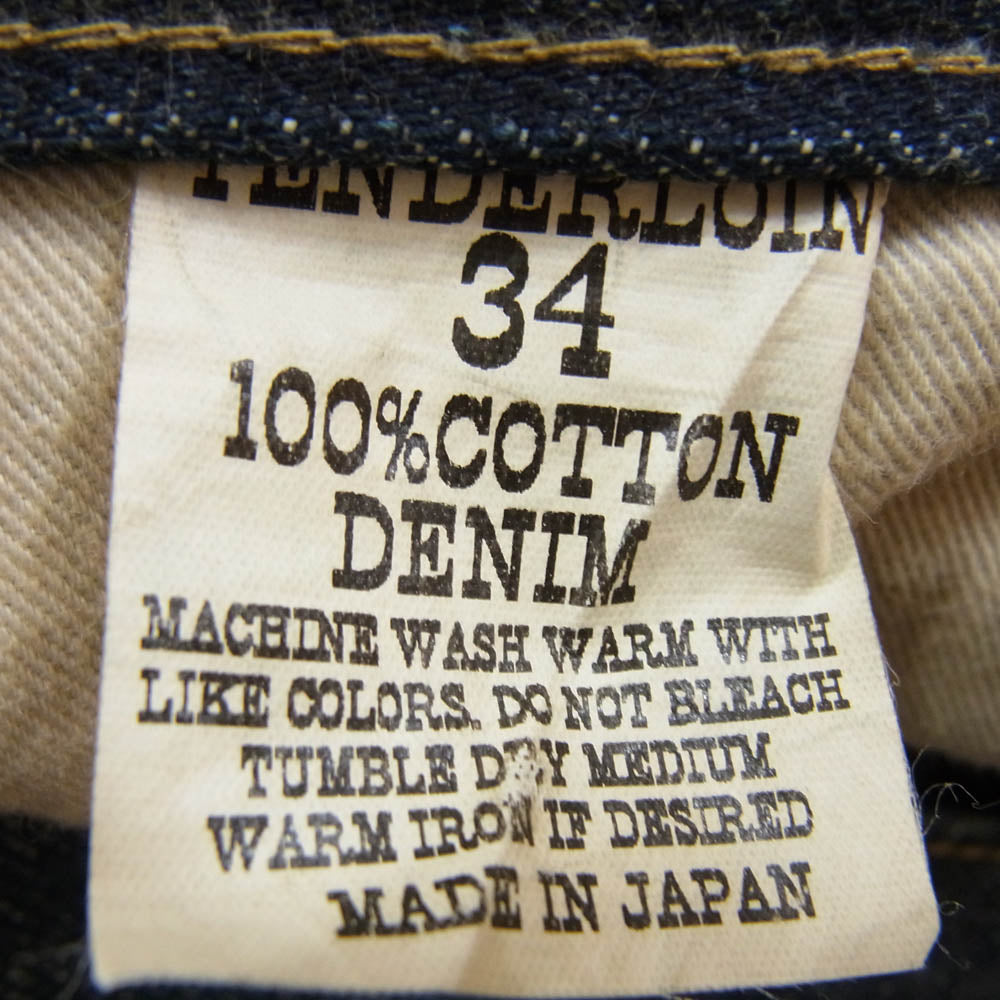 TENDERLOIN
34
100%COTTON
DENIM
MACHINE WASH WARM WITH
LIKE COLORS. DO NOT BLEACH
TUMBLE DRY MEDIUM
WARM IRON IF DESIRED
MADE IN JAPAN